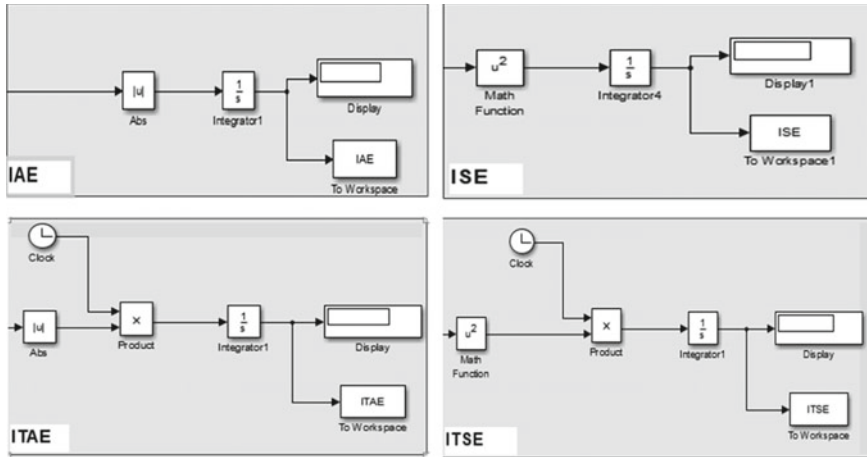 |u|
Abs
1
s
Integrator1
Display
IAE
To Workspace
IAE
u²
Math
Function
1
s
Integrator4
Display1
ISE
To Workspace1
ISE
Clock
|u|
Abs
×
Product
1
s
Integrator1
Display
ITAE
To Workspace
ITAE
Clock
u²
Math
Function
×
Product
1
s
Integrator1
Display
ITSE
To Workspace
ITSE